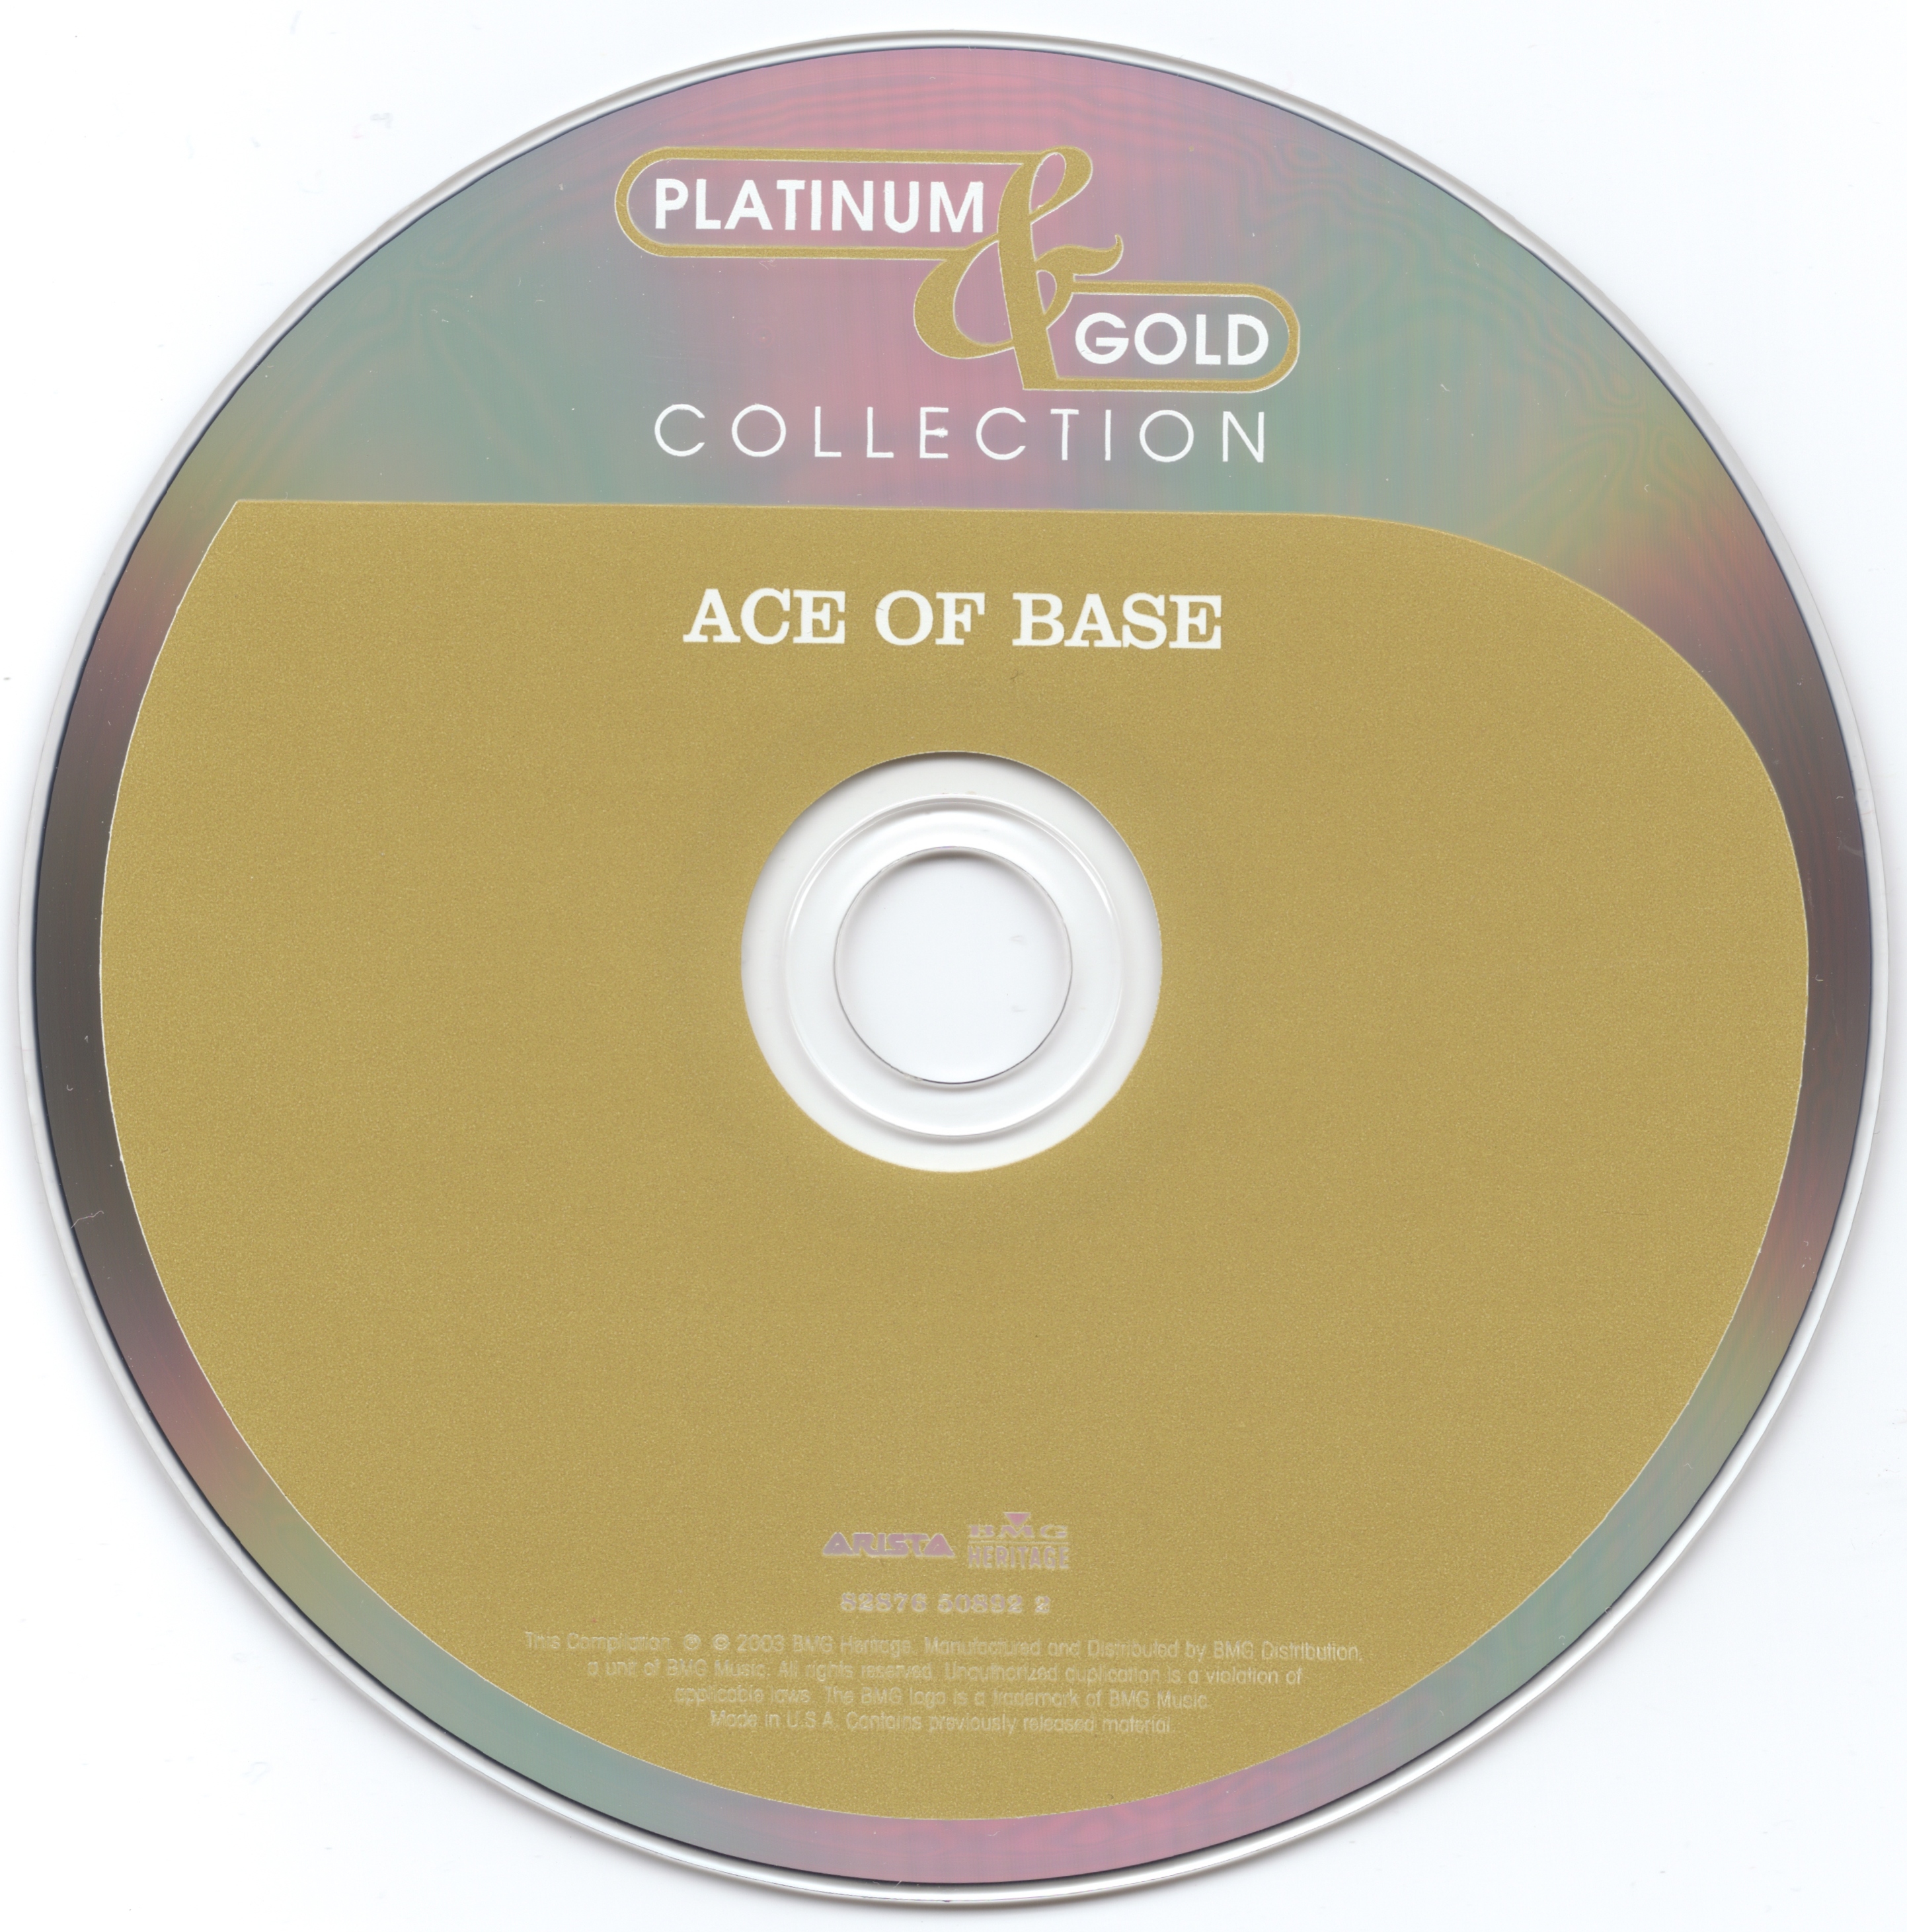 PLATINUM
&
GOLD
COLLECTION
ACE OF BASE
ARISTA
BMG
HERITAGE
82876 50882 2
This Compilation ℗ © 2003 BMG Heritage. Manufactured and Distributed by BMG Distribution,
a unit of BMG Music. All rights reserved. Unauthorized duplication is a violation of
applicable laws. The BMG logo is a trademark of BMG Music.
Made in U.S.A. Contains previously released material.